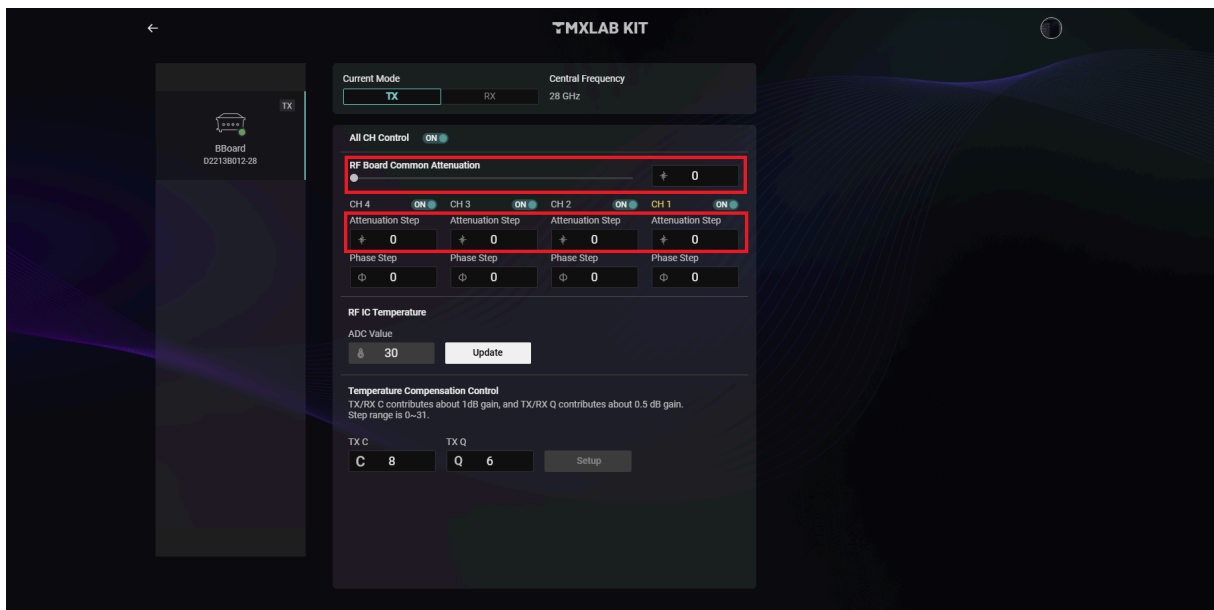 TMXLAB KIT
TX
BBoard
D2213B012-28
Current Mode
Central Frequency
TX
RX
28 GHz
All CH Control ON
RF Board Common Attenuation
0
CH 4 ON CH 3 ON CH 2 ON CH 1 ON
Attenuation Step Attenuation Step Attenuation Step Attenuation Step
0 0 0 0
Phase Step Phase Step Phase Step Phase Step
Φ 0 Φ 0 Φ 0 Φ 0
RF IC Temperature
ADC Value
30 Update
Temperature Compensation Control
TX/RX C contributes about 1dB gain, and TX/RX Q contributes about 0.5 dB gain.
Step range is 0~31.
TX C TX Q
C 8 Q 6 Setup